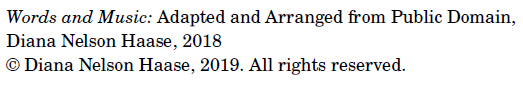 Words and Music: Adapted and Arranged from Public Domain,
Diana Nelson Haase, 2018
© Diana Nelson Haase, 2019. All rights reserved.